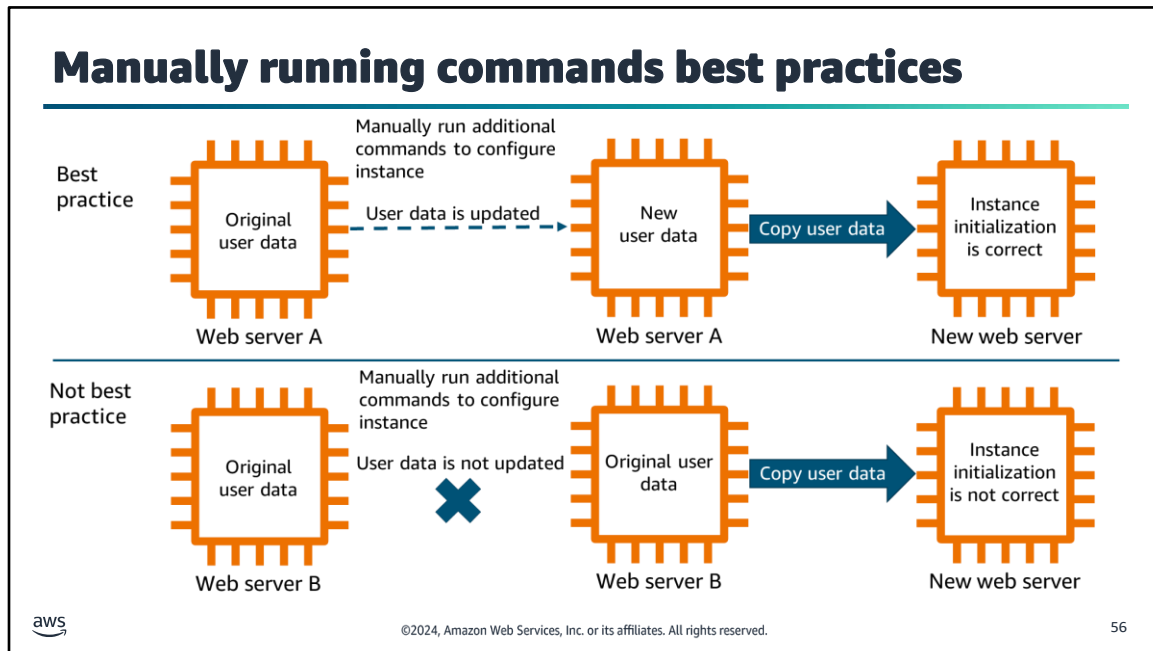 Manually running commands best practices
Best
practice
Original
user data
Web server A
Manually run additional
commands to configure
instance
User data is updated
New
user data
Web server A
Copy user data
Instance
initialization
is correct
New web server
Not best
practice
Original
user data
Web server B
Manually run additional
commands to configure
instance
User data is not updated
Original user
data
Web server B
Copy user data
Instance
initialization
is not correct
New web server
aws
©2024, Amazon Web Services, Inc. or its affiliates. All rights reserved.
56